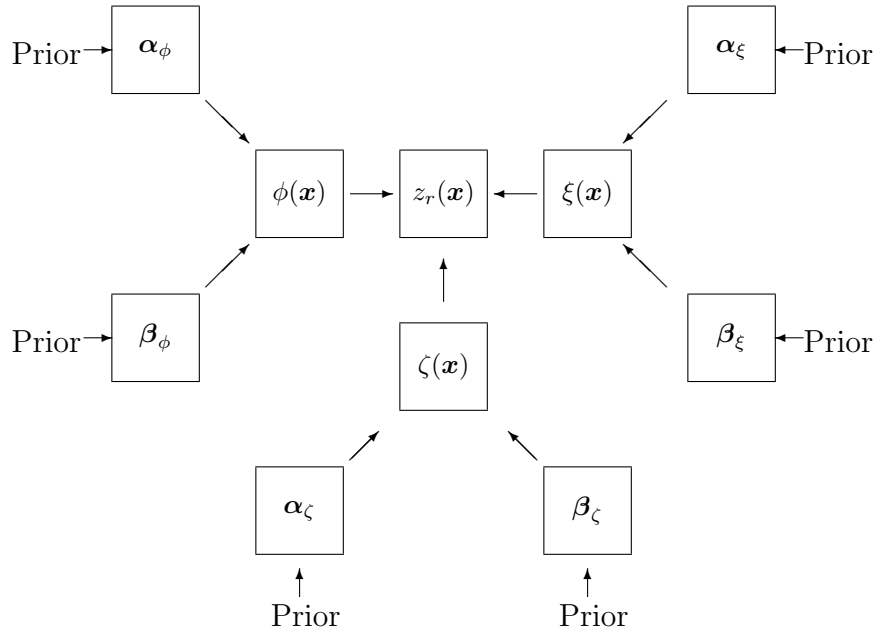 Prior α_ϕ α_ξ Prior
ϕ(x) z_r(x) ξ(x)
Prior β_ϕ β_ξ Prior
ζ(x)
α_ζ β_ζ
Prior Prior